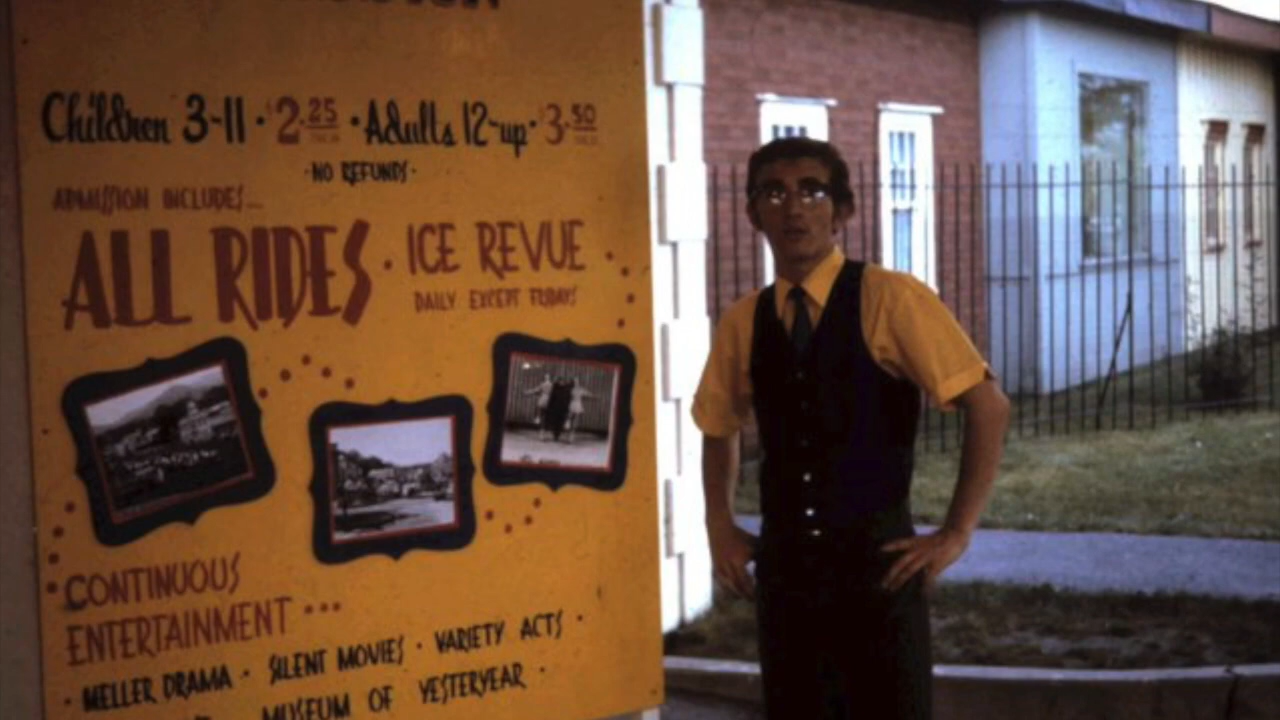 Children 3-11 · $2.25 · Adults 12-up · $3.50
· NO REFUNDS ·
ADMISSION INCLUDES...
ALL RIDES · ICE REVUE
DAILY EXCEPT FRIDAYS
CONTINUOUS
ENTERTAINMENT ...
· MELLER DRAMA · SILENT MOVIES · VARIETY ACTS ·
MUSEUM OF YESTERYEAR ·